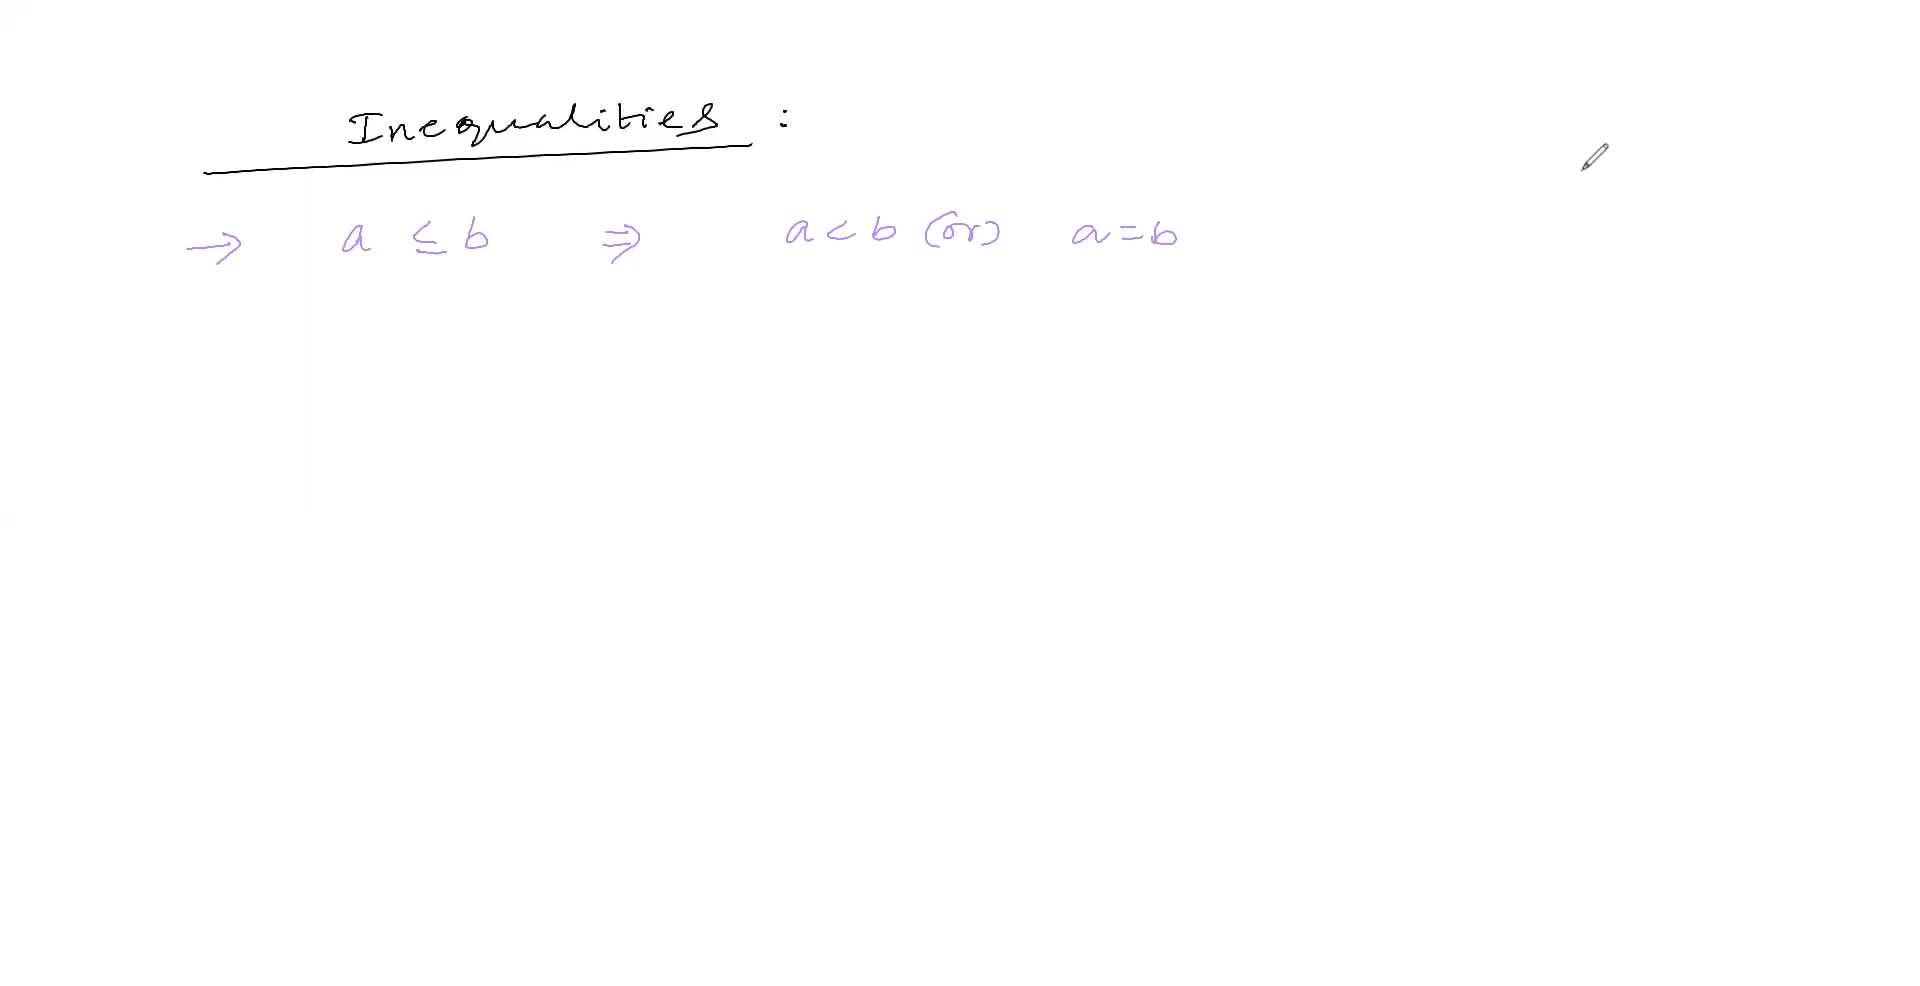 Inequalities :
→ a ≤ b ⇒ a < b (or) a = b